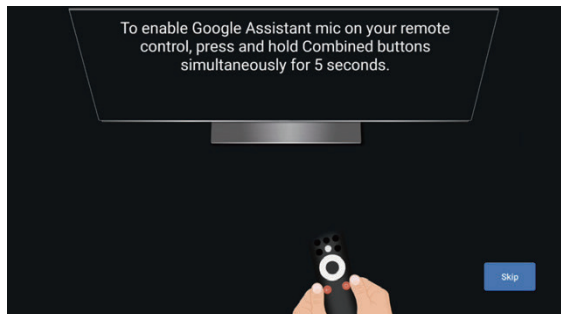 To enable Google Assistant mic on your remote
control, press and hold Combined buttons
simultaneously for 5 seconds.
Skip